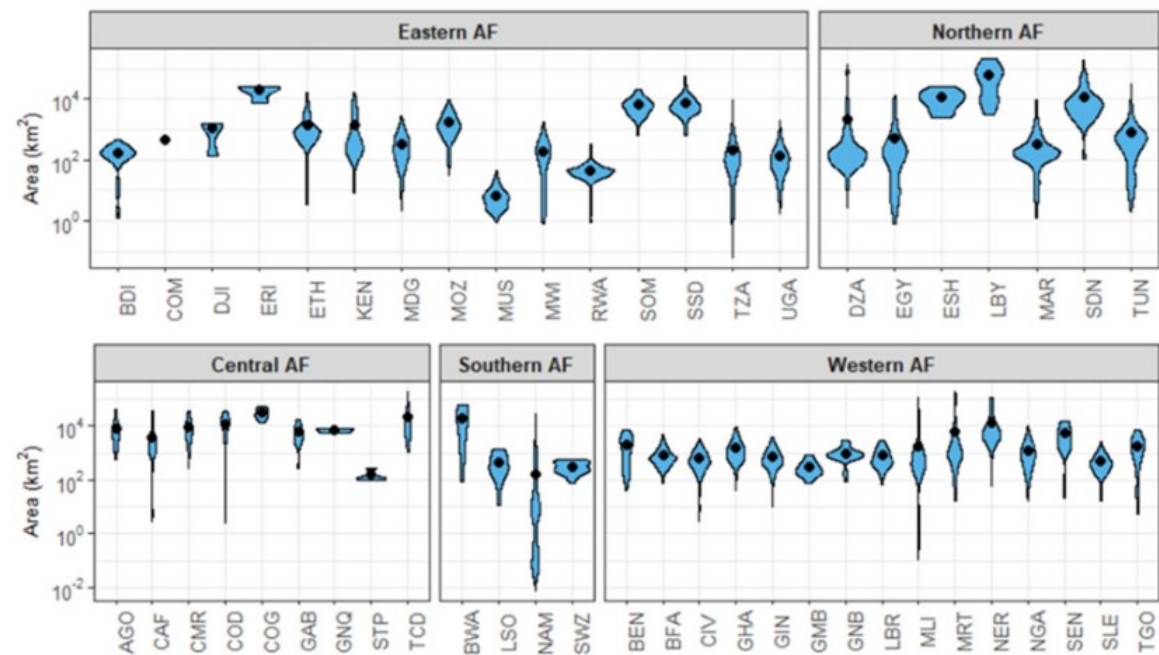 Eastern AF
Northern AF
Area (km²)
10⁴
10²
10⁰
BDI COM DJI ERI ETH KEN MDG MOZ MUS MWI RWA SOM SSD TZA UGA
DZA EGY ESH LBY MAR SDN TUN
Central AF
Southern AF
Western AF
Area (km²)
10⁴
10²
10⁰
10⁻²
AGO CAF CMR COD COG GAB GNQ STP TCD
BWA LSO NAM SWZ
BEN BFA CIV GHA GIN GMB GNB LBR MLI MRT NER NGA SEN SLE TGO